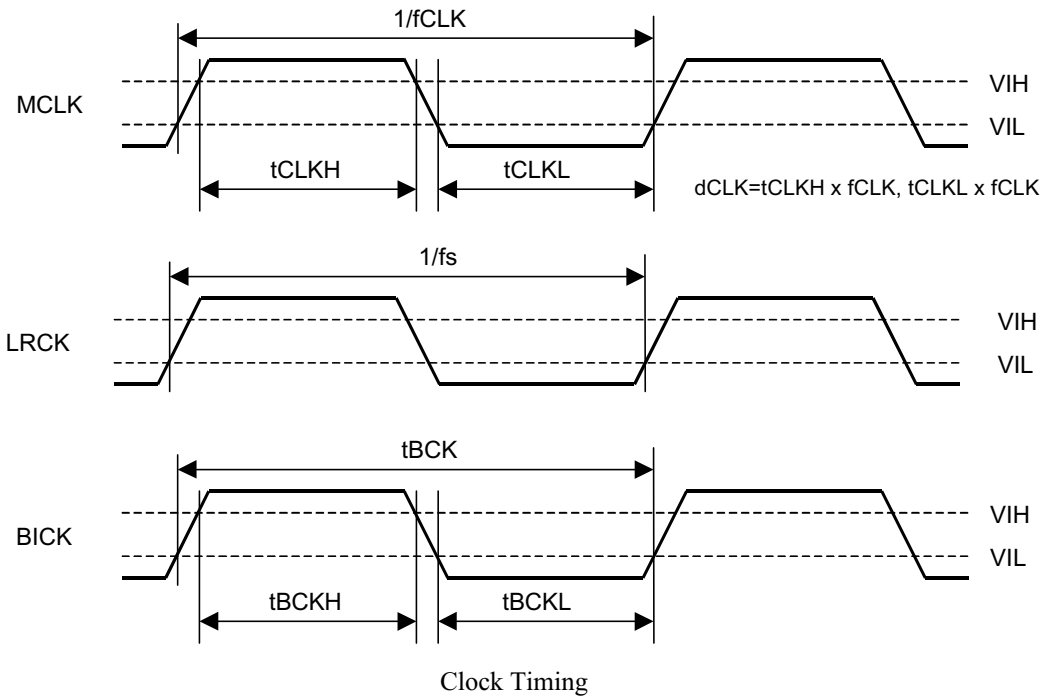 1/fCLK
MCLK
VIH
VIL
tCLKH
tCLKL
dCLK=tCLKH x fCLK, tCLKL x fCLK
1/fs
LRCK
VIH
VIL
tBCK
BICK
VIH
VIL
tBCKH
tBCKL
Clock Timing